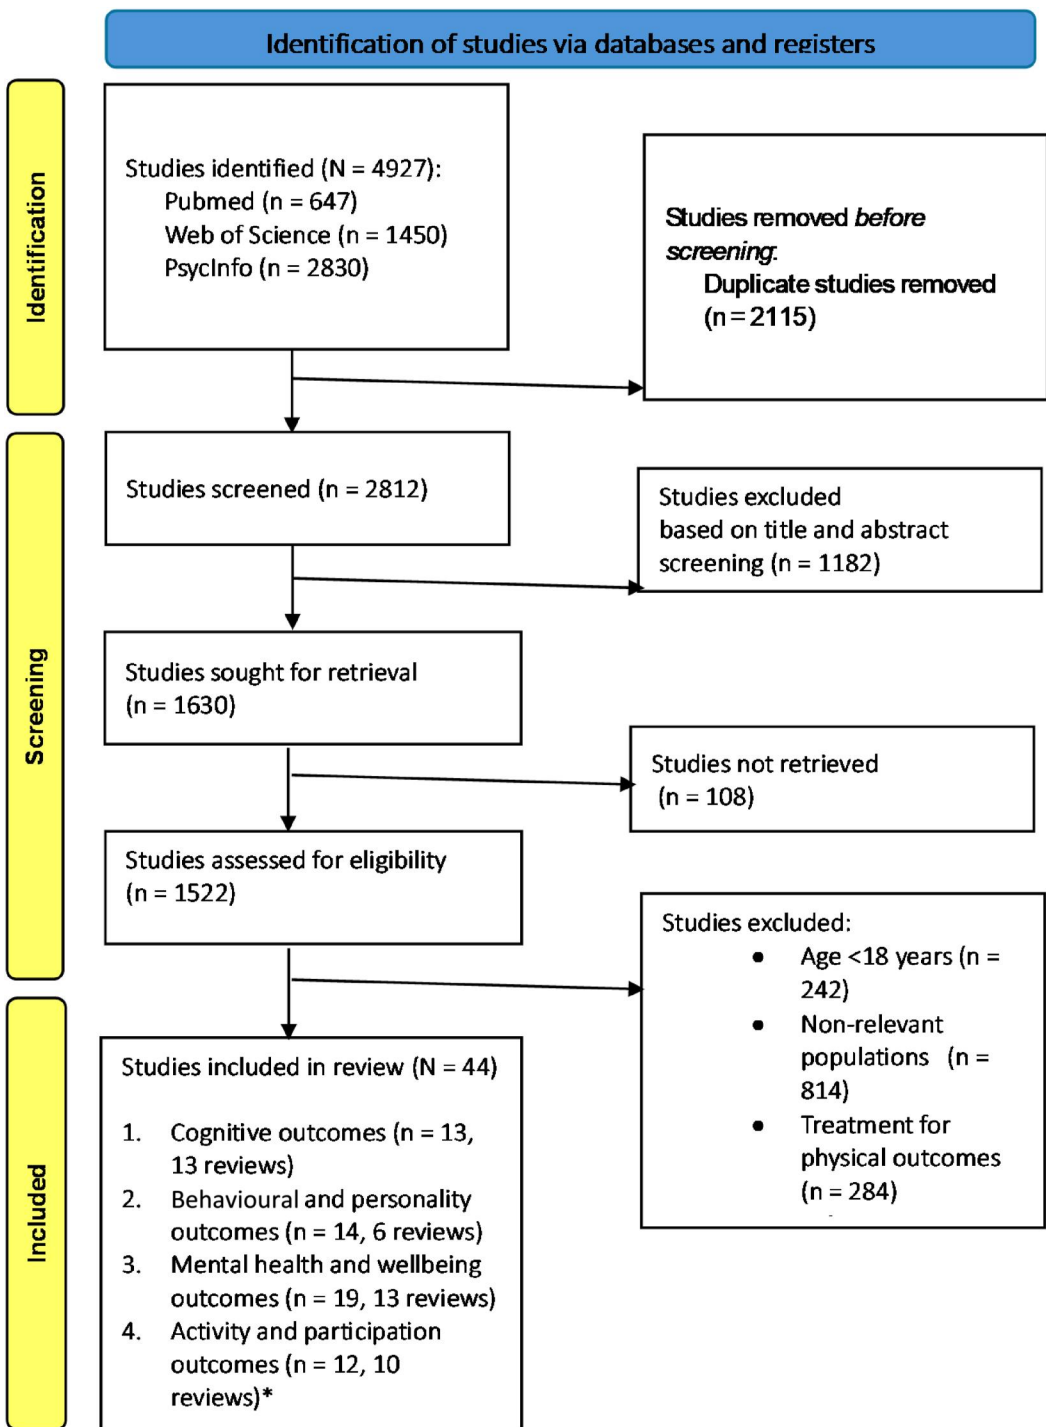 Identification of studies via databases and registers
Identification
Studies identified (N = 4927):
Pubmed (n = 647)
Web of Science (n = 1450)
PsycInfo (n = 2830)
Studies removed before
screening:
Duplicate studies removed
(n = 2115)
Screening
Studies screened (n = 2812)
Studies excluded
based on title and abstract
screening (n = 1182)
Studies sought for retrieval
(n = 1630)
Studies not retrieved
(n = 108)
Studies assessed for eligibility
(n = 1522)
Studies excluded:
• Age <18 years (n =
242)
• Non-relevant
populations (n =
814)
• Treatment for
physical outcomes
(n = 284)
Included
Studies included in review (N = 44)
1. Cognitive outcomes (n = 13,
13 reviews)
2. Behavioural and personality
outcomes (n = 14, 6 reviews)
3. Mental health and wellbeing
outcomes (n = 19, 13 reviews)
4. Activity and participation
outcomes (n = 12, 10
reviews)*